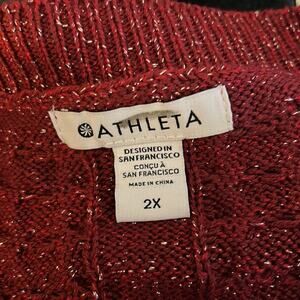 ATHLETA
DESIGNED IN
SAN FRANCISCO
CONÇU À
SAN FRANCISCO
MADE IN CHINA
2X